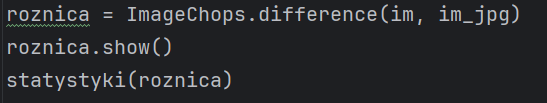 roznica = ImageChops.difference(im, im_jpg)
roznica.show()
statystyki(roznica)